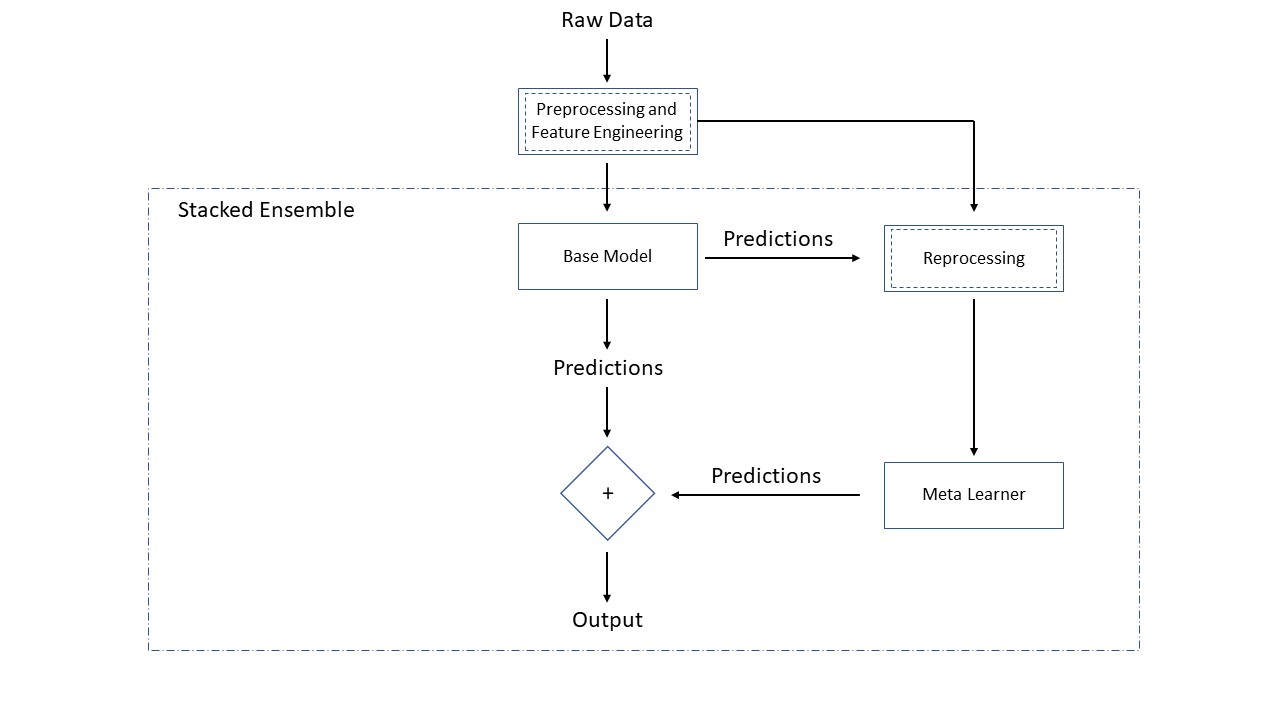 Raw Data
Preprocessing and
Feature Engineering
Stacked Ensemble
Base Model
Predictions
Reprocessing
Predictions
+
Predictions
Meta Learner
Output